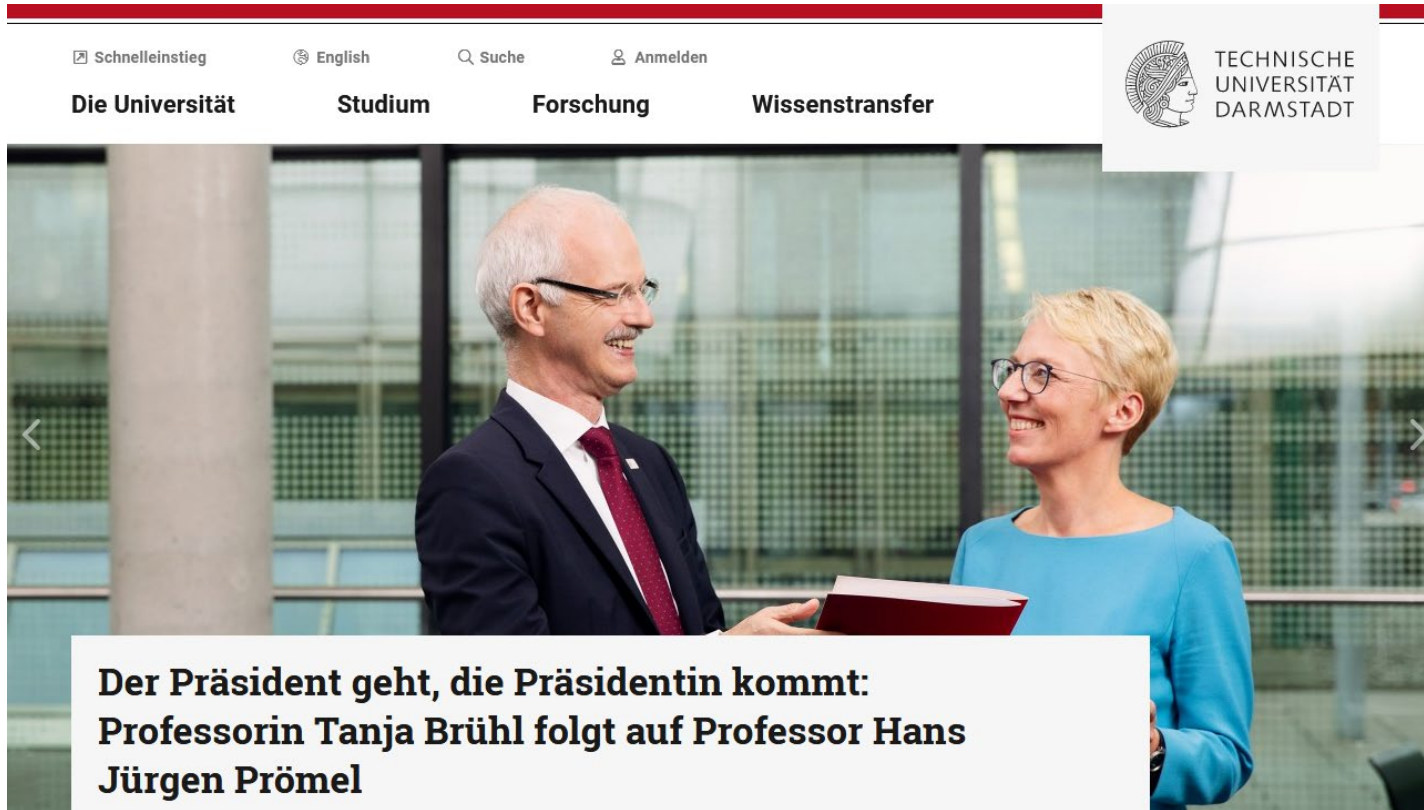 Schnelleinstieg
English
Suche
Anmelden
Die Universität
Studium
Forschung
Wissenstransfer
TECHNISCHE
UNIVERSITÄT
DARMSTADT
Der Präsident geht, die Präsidentin kommt:
Professorin Tanja Brühl folgt auf Professor Hans
Jürgen Prömel